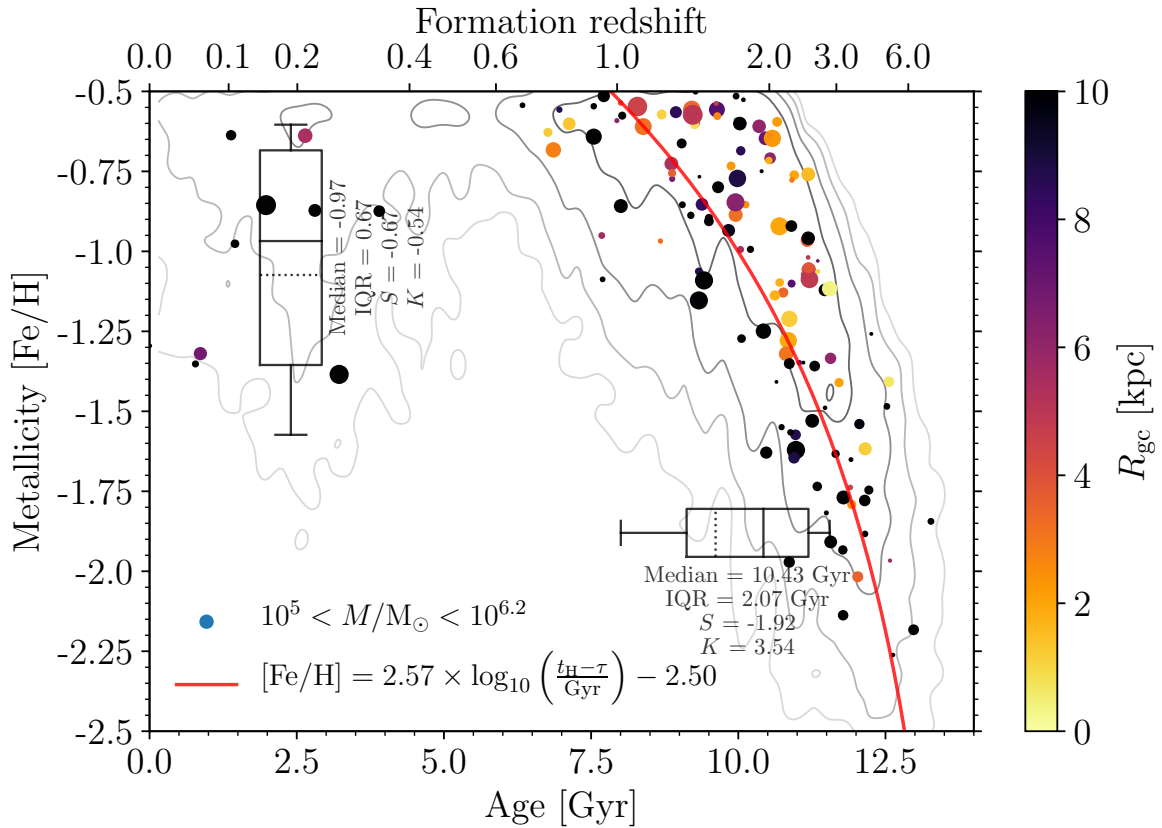 Formation redshift
0.0 0.1 0.2 0.4 0.6 1.0 2.0 3.0 6.0
-0.5
-0.75
-1.0
-1.25
-1.5
-1.75
-2.0
-2.25
-2.5
Metallicity [Fe/H]
Median = -0.97
IQR = 0.67
S = -0.67
K = -0.54
Median = 10.43 Gyr
IQR = 2.07 Gyr
S = -1.92
K = 3.54
10^5 < M/M_⊙ < 10^6.2
[Fe/H] = 2.57 × log_10 (t_H−τ / Gyr) − 2.50
0.0 2.5 5.0 7.5 10.0 12.5
Age [Gyr]
10
8
6
4
2
0
R_gc [kpc]